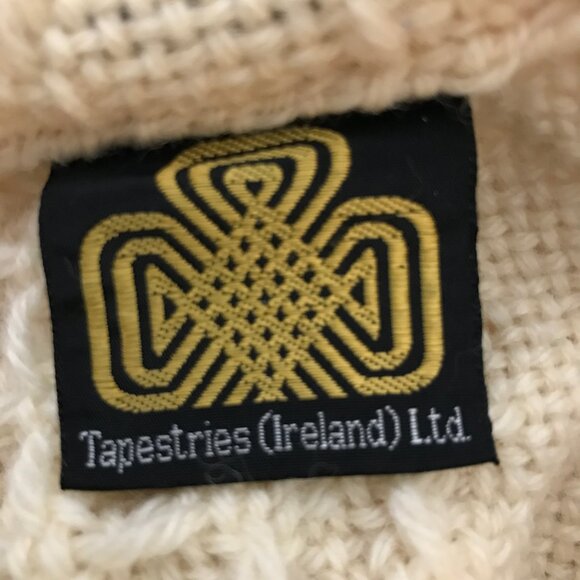 Tapestries (Ireland) Ltd.